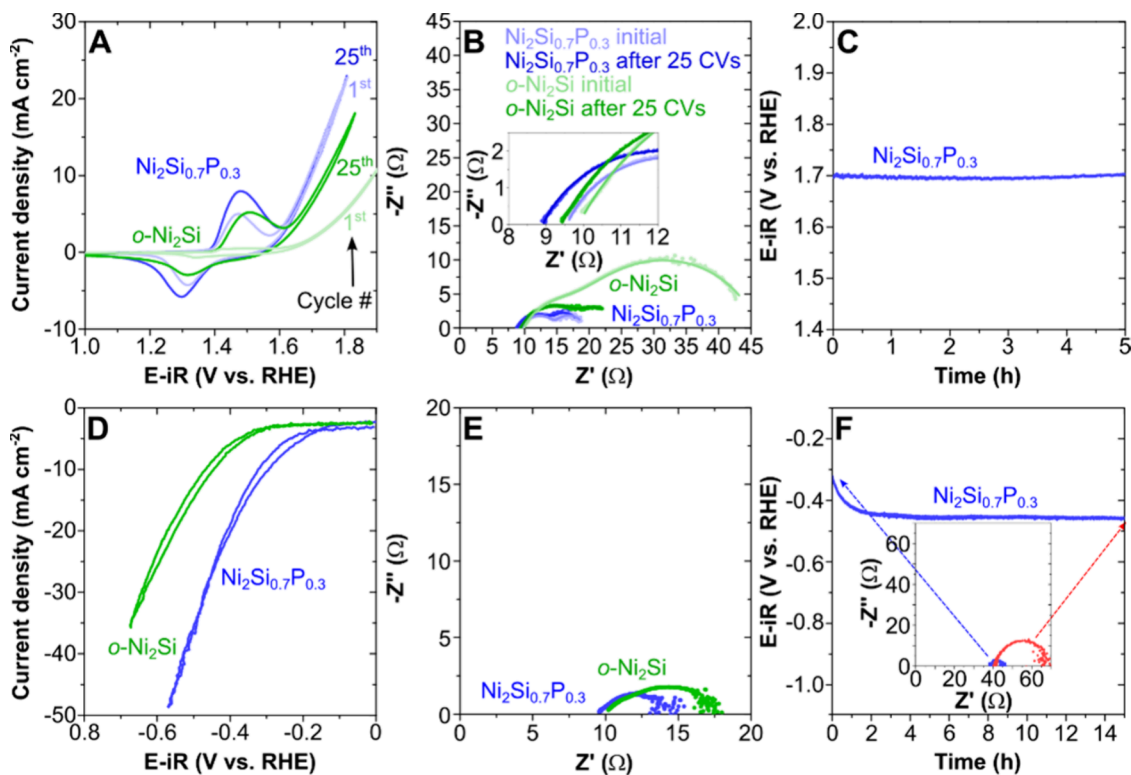 A
Current density (mA cm⁻²)
30
20
10
0
-10
25ᵗʰ
1ˢᵗ
Ni₂Si₀.₇P₀.₃
25ᵗʰ
o-Ni₂Si
1ˢᵗ
Cycle #
1.0 1.2 1.4 1.6 1.8
E-iR (V vs. RHE)
B
-Z" (Ω)
45
40
35
30
25
20
15
10
5
0
Ni₂Si₀.₇P₀.₃ initial
Ni₂Si₀.₇P₀.₃ after 25 CVs
o-Ni₂Si initial
o-Ni₂Si after 25 CVs
-Z" (Ω)
2
1
0
8 9 10 11 12
Z' (Ω)
o-Ni₂Si
Ni₂Si₀.₇P₀.₃
0 5 10 15 20 25 30 35 40 45
Z' (Ω)
C
E-iR (V vs. RHE)
2.0
1.9
1.8
1.7
1.6
1.5
1.4
Ni₂Si₀.₇P₀.₃
0 1 2 3 4 5
Time (h)
D
Current density (mA cm⁻²)
0
-10
-20
-30
-40
-50
Ni₂Si₀.₇P₀.₃
o-Ni₂Si
0.8 -0.6 -0.4 -0.2 0
E-iR (V vs. RHE)
E
-Z" (Ω)
20
15
10
5
0
o-Ni₂Si
Ni₂Si₀.₇P₀.₃
0 5 10 15 20
Z' (Ω)
F
E-iR (V vs. RHE)
-0.2
-0.4
-0.6
-0.8
-1.0
Ni₂Si₀.₇P₀.₃
-Z" (Ω)
60
40
20
0
0 20 40 60
Z' (Ω)
0 2 4 6 8 10 12 14
Time (h)